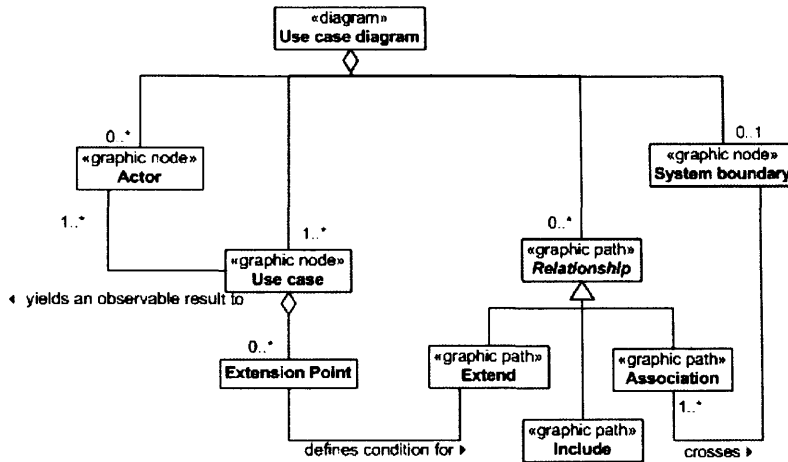 «diagram»
Use case diagram
0..*
«graphic node»
Actor
0..1
«graphic node»
System boundary
1..*
1..*
«graphic node»
Use case
0..*
«graphic path»
Relationship
◂ yields an observable result to
0..*
Extension Point
«graphic path»
Extend
«graphic path»
Association
1..*
«graphic path»
Include
defines condition for ▸
crosses ▸